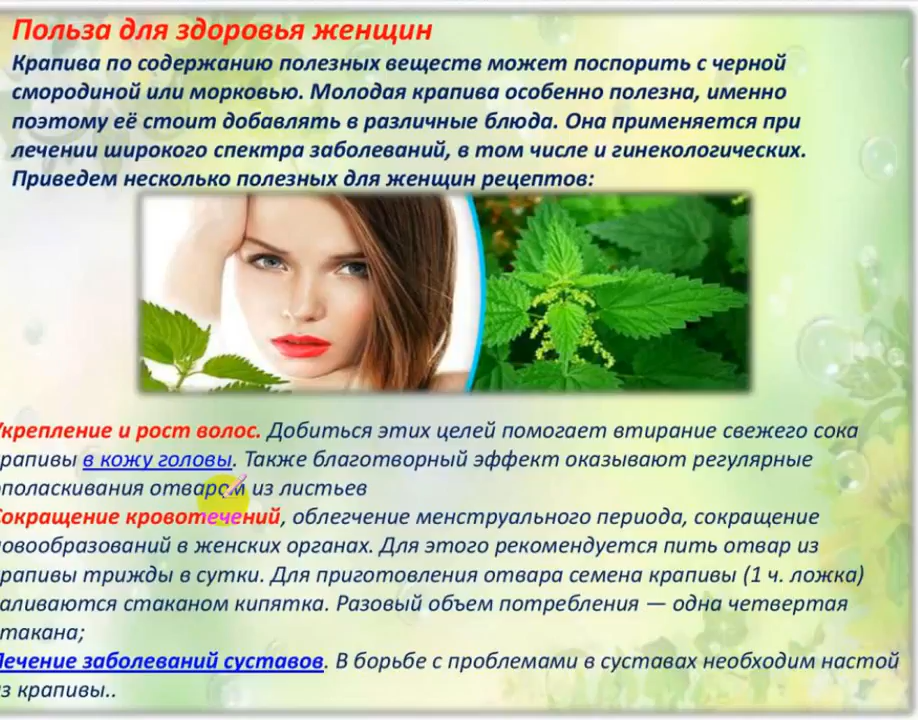 Польза для здоровья женщин
Крапива по содержанию полезных веществ может поспорить с черной
смородиной или морковью. Молодая крапива особенно полезна, именно
поэтому её стоит добавлять в различные блюда. Она применяется при
лечении широкого спектра заболеваний, в том числе и гинекологических.
Приведем несколько полезных для женщин рецептов:
крепление и рост волос. Добиться этих целей помогает втирание свежего сока
рапивы в кожу головы. Также благотворный эффект оказывают регулярные
поласкивания отваром из листьев
Сокращение кровотечений, облегчение менструального периода, сокращение
овообразований в женских органах. Для этого рекомендуется пить отвар из
рапивы трижды в сутки. Для приготовления отвара семена крапивы (1 ч. ложка)
аливаются стаканом кипятка. Разовый объем потребления — одна четвертая
такана;
Лечение заболеваний суставов. В борьбе с проблемами в суставах необходим настой
з крапивы..